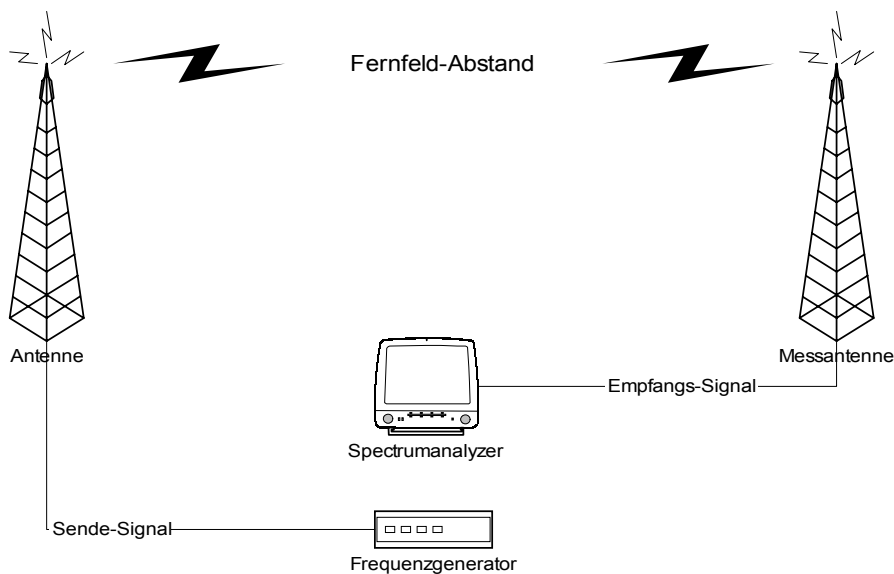 Fernfeld-Abstand
Antenne
Messantenne
Empfangs-Signal
Spectrumanalyzer
Sende-Signal
Frequenzgenerator